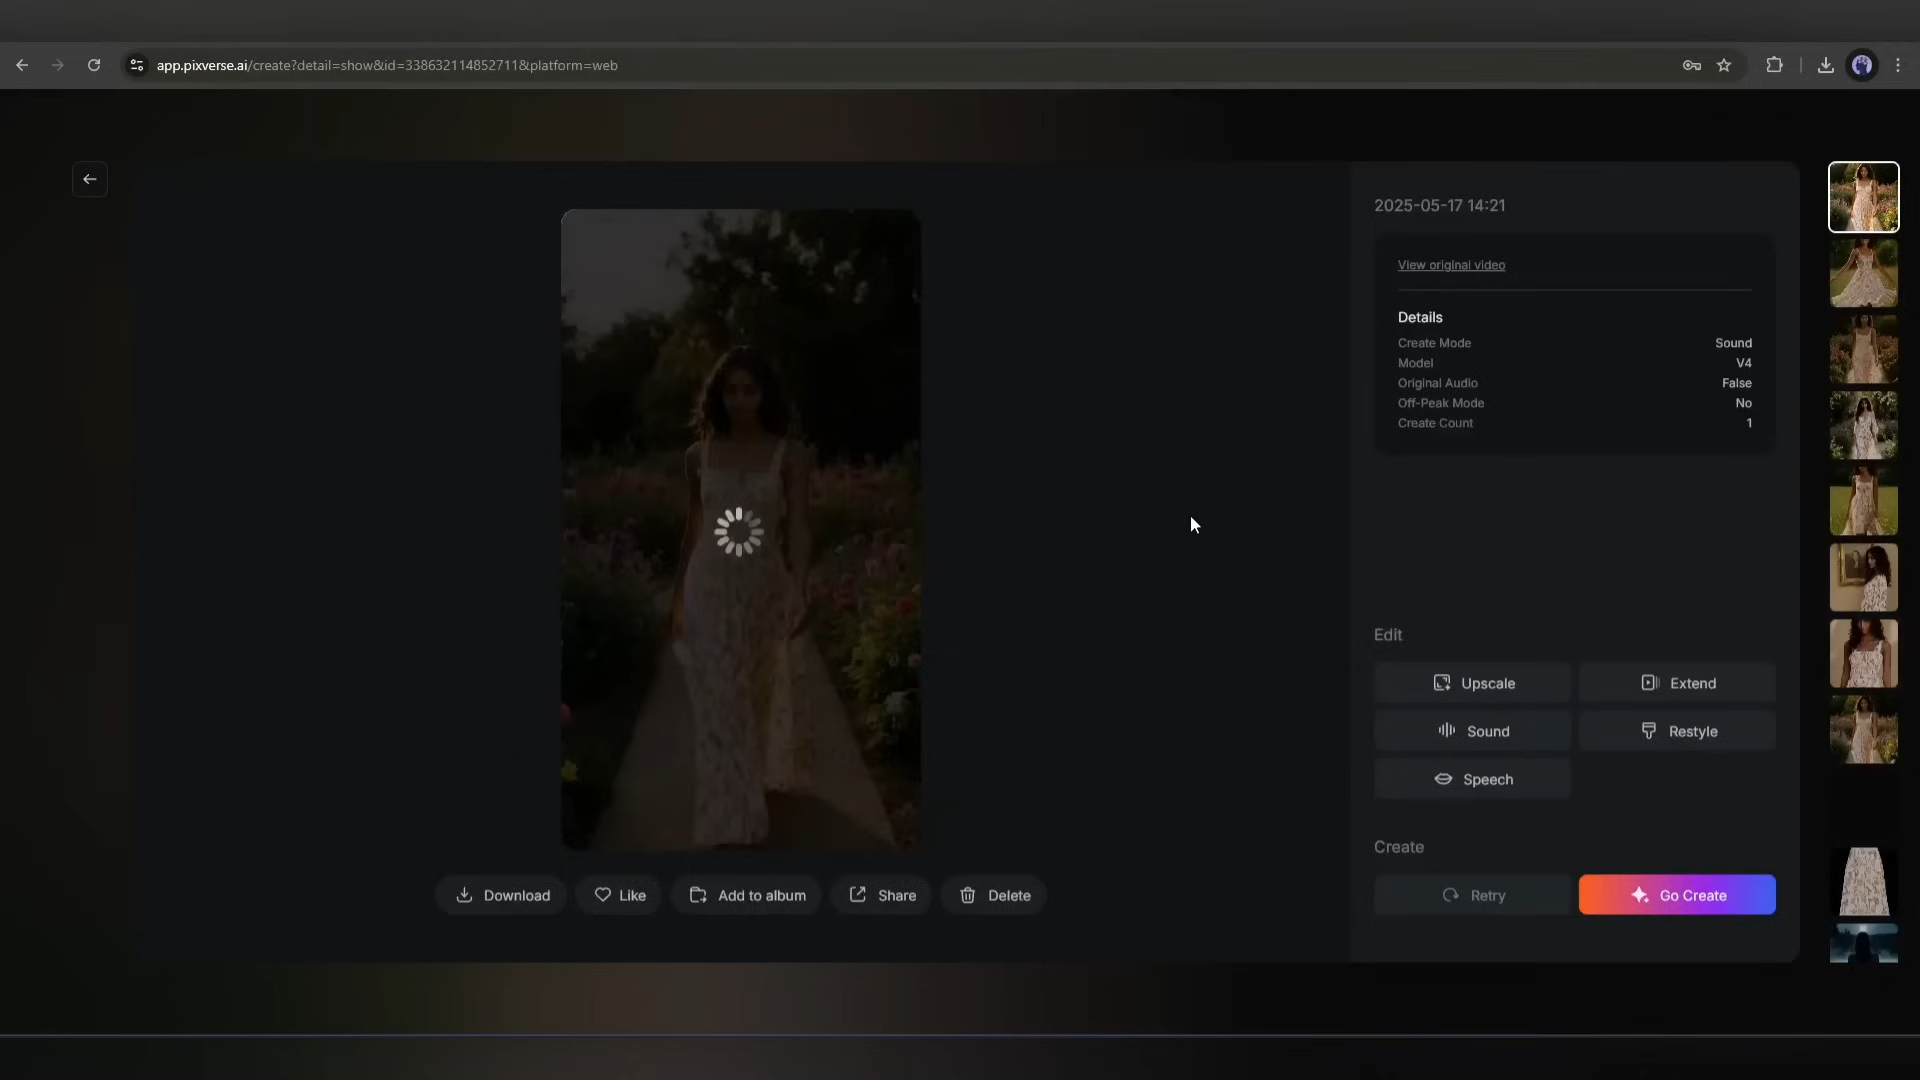 app.pixverse.ai/create?detail=show&id=338632114852711&platform=web
2025-05-17 14:21
View original video
Details
Create Mode Sound
Model V4
Original Audio False
Off-Peak Mode No
Create Count 1
Edit
Upscale Extend
Sound Restyle
Speech
Create
Retry Go Create
Download Like Add to album Share Delete